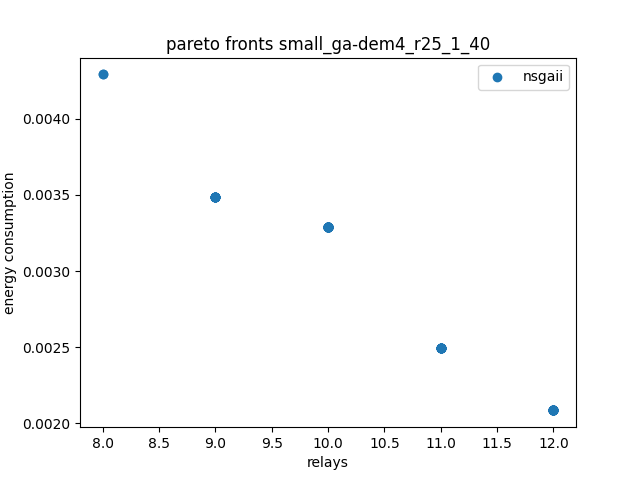 pareto fronts small_ga-dem4_r25_1_40
nsgaii
energy consumption
0.0040
0.0035
0.0030
0.0025
0.0020
8.0 8.5 9.0 9.5 10.0 10.5 11.0 11.5 12.0
relays